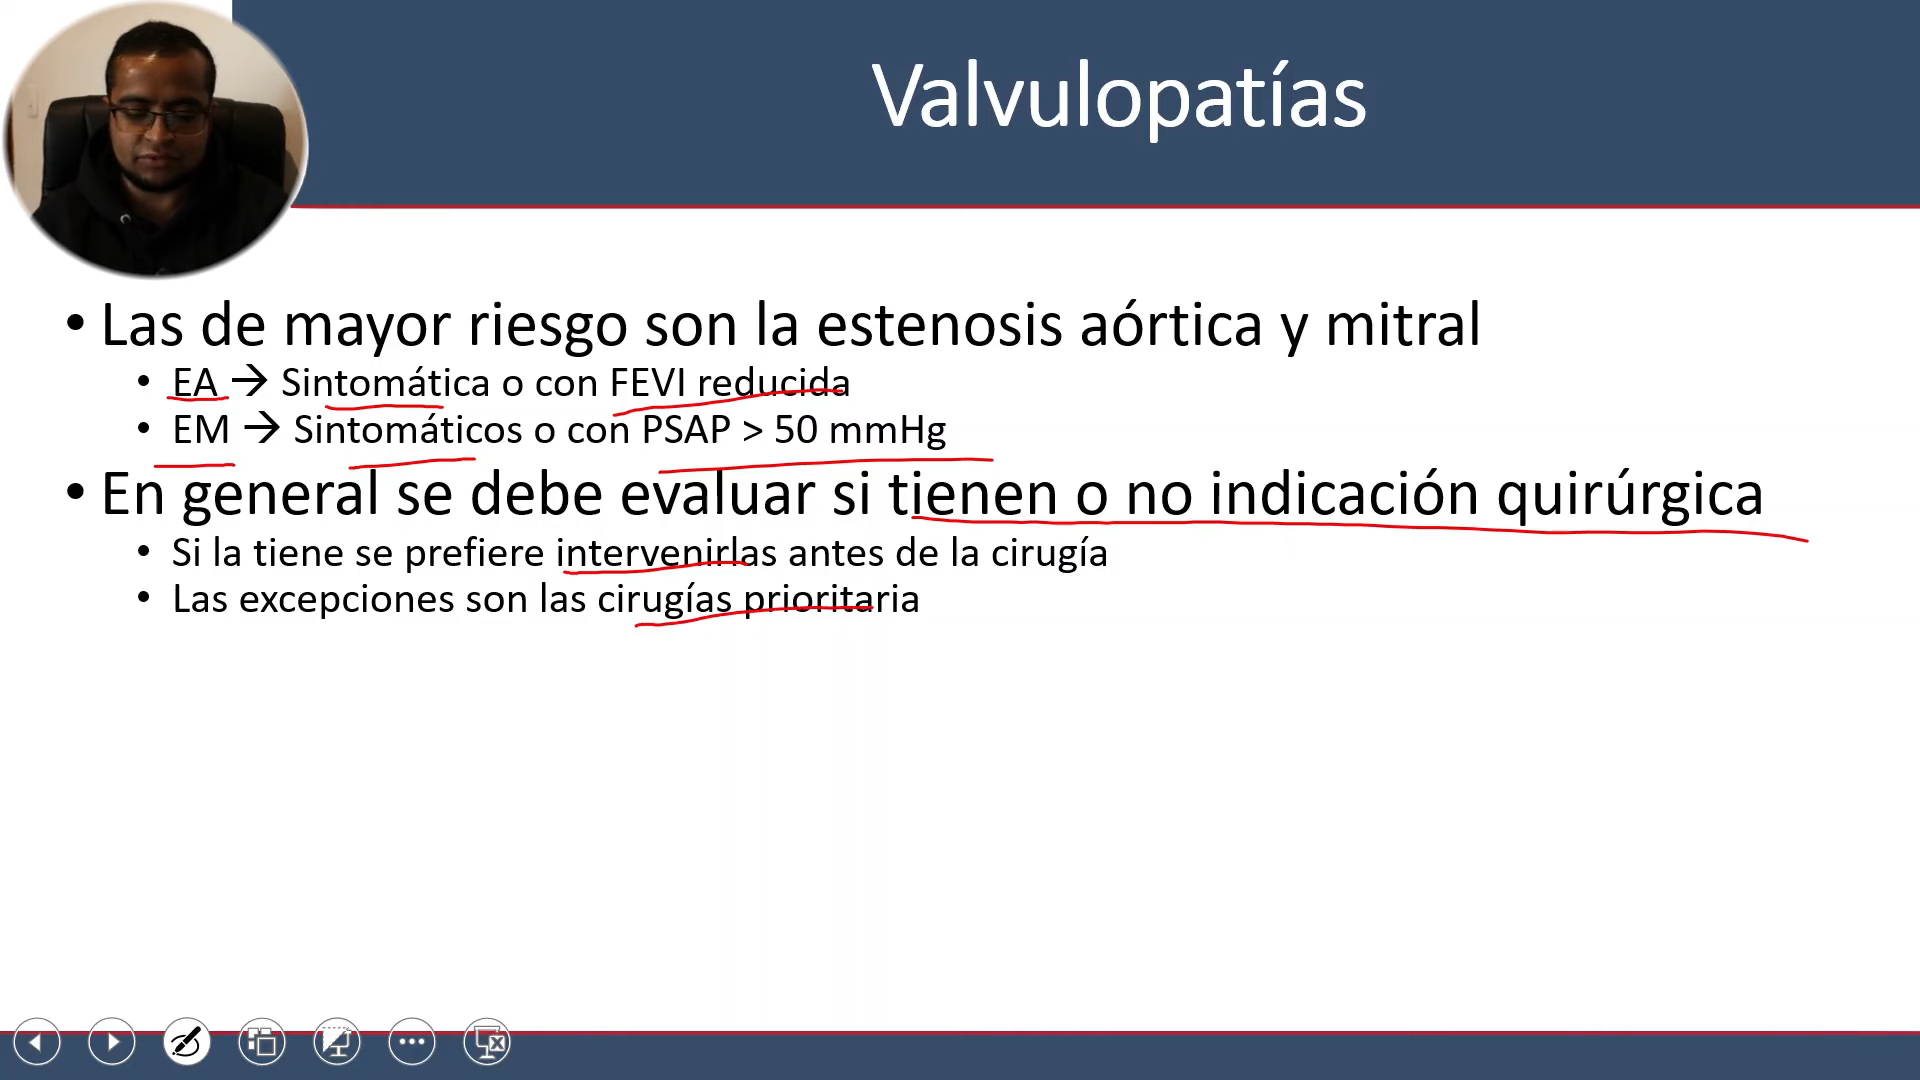 Valvulopatías
• Las de mayor riesgo son la estenosis aórtica y mitral
• EA → Sintomática o con FEVI reducida
• EM → Sintomáticos o con PSAP > 50 mmHg
• En general se debe evaluar si tienen o no indicación quirúrgica
• Si la tiene se prefiere intervenirlas antes de la cirugía
• Las excepciones son las cirugías prioritaria